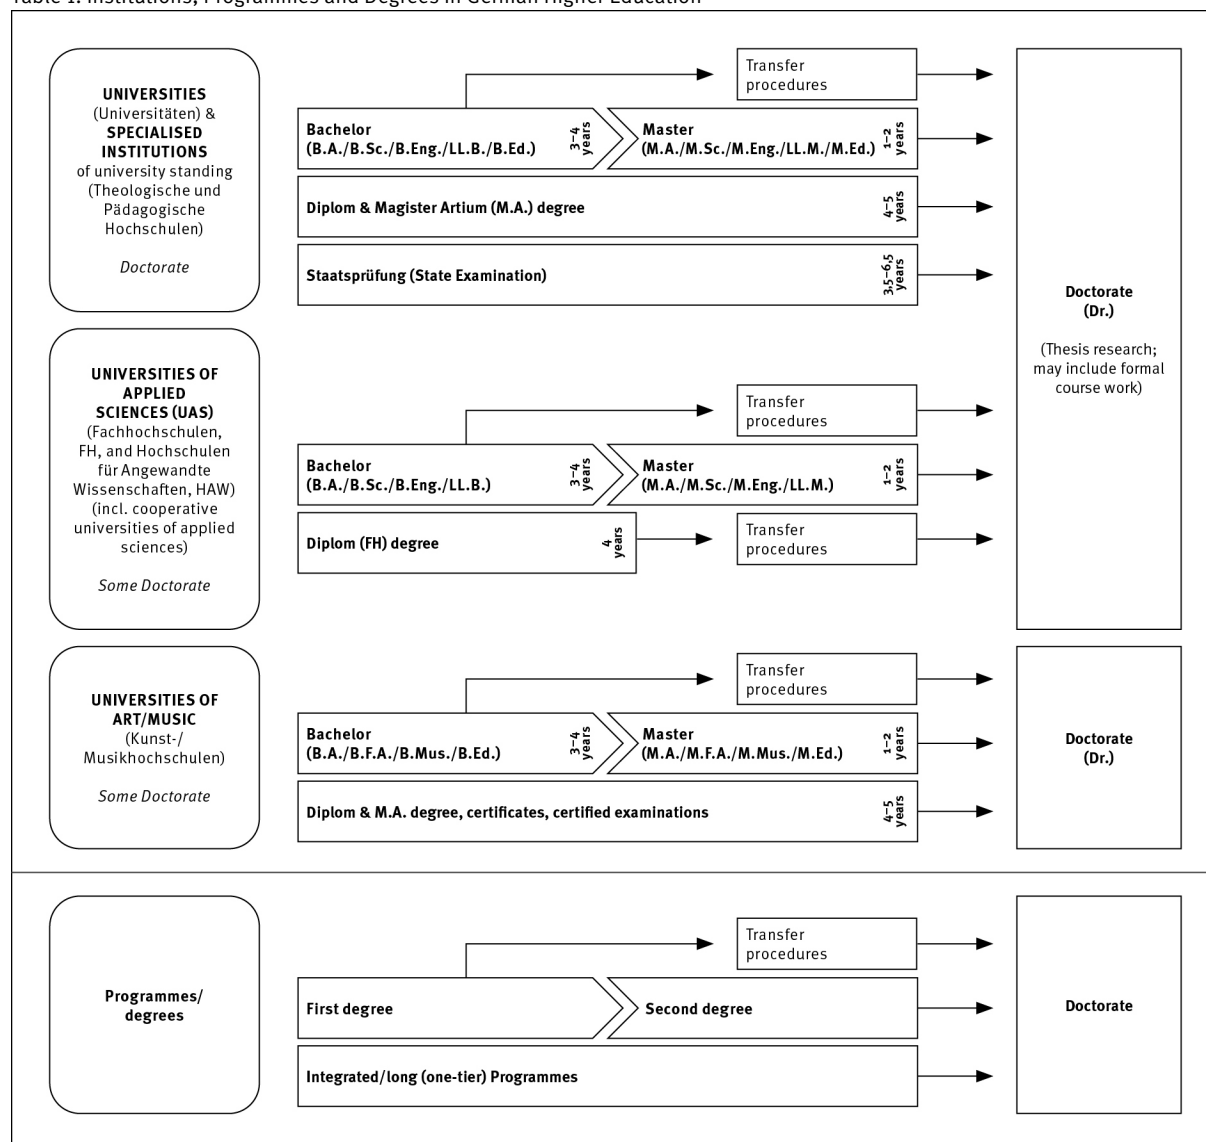 Table 1: Institutions, Programmes and Degrees in German Higher Education
UNIVERSITIES
(Universitäten) &
SPECIALISED
INSTITUTIONS
of university standing
(Theologische und
Pädagogische
Hochschulen)
Doctorate
Transfer
procedures
Bachelor
(B.A./B.Sc./B.Eng./LL.B./B.Ed.)
3–4
years
Master
(M.A./M.Sc./M.Eng./LL.M./M.Ed.)
1–2
years
Diplom & Magister Artium (M.A.) degree
4–5
years
Staatsprüfung (State Examination)
3,5–6,5
years
Doctorate
(Dr.)
(Thesis research;
may include formal
course work)
UNIVERSITIES OF
APPLIED
SCIENCES (UAS)
(Fachhochschulen,
FH, and Hochschulen
für Angewandte
Wissenschaften, HAW)
(incl. cooperative
universities of applied
sciences)
Some Doctorate
Transfer
procedures
Bachelor
(B.A./B.Sc./B.Eng./LL.B.)
3–4
years
Master
(M.A./M.Sc./M.Eng./LL.M.)
1–2
years
Diplom (FH) degree
4
years
Transfer
procedures
UNIVERSITIES OF
ART/MUSIC
(Kunst-/
Musikhochschulen)
Some Doctorate
Transfer
procedures
Bachelor
(B.A./B.F.A./B.Mus./B.Ed.)
3–4
years
Master
(M.A./M.F.A./M.Mus./M.Ed.)
1–2
years
Diplom & M.A. degree, certificates, certified examinations
4–5
years
Doctorate
(Dr.)
Programmes/
degrees
Transfer
procedures
First degree
Second degree
Integrated/long (one-tier) Programmes
Doctorate